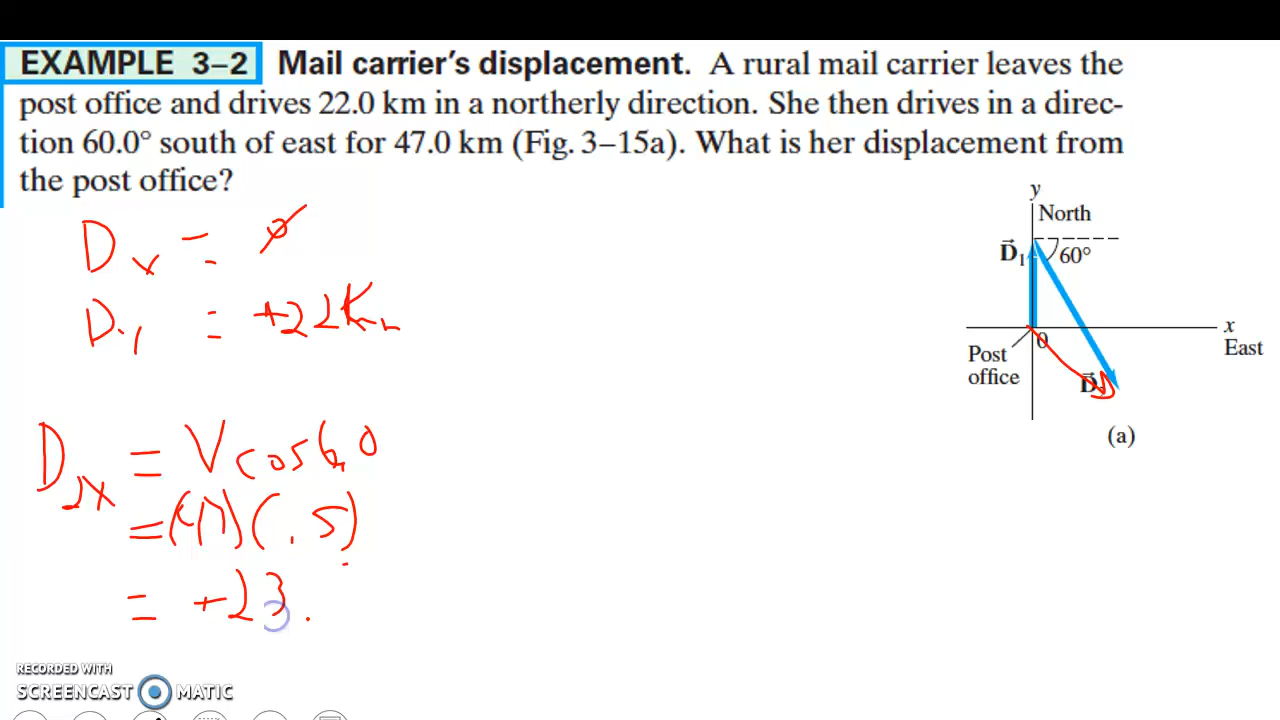 EXAMPLE 3–2 Mail carrier's displacement. A rural mail carrier leaves the
post office and drives 22.0 km in a northerly direction. She then drives in a direc-
tion 60.0° south of east for 47.0 km (Fig. 3–15a). What is her displacement from
the post office?
Dx = 0
D1 = +22Km
D2x = V cos60
= (47)(.5)
= +23.
y
North
D⃗1
60°
0
x
East
Post
office
D⃗
(a)
RECORDED WITH
SCREENCAST MATIC